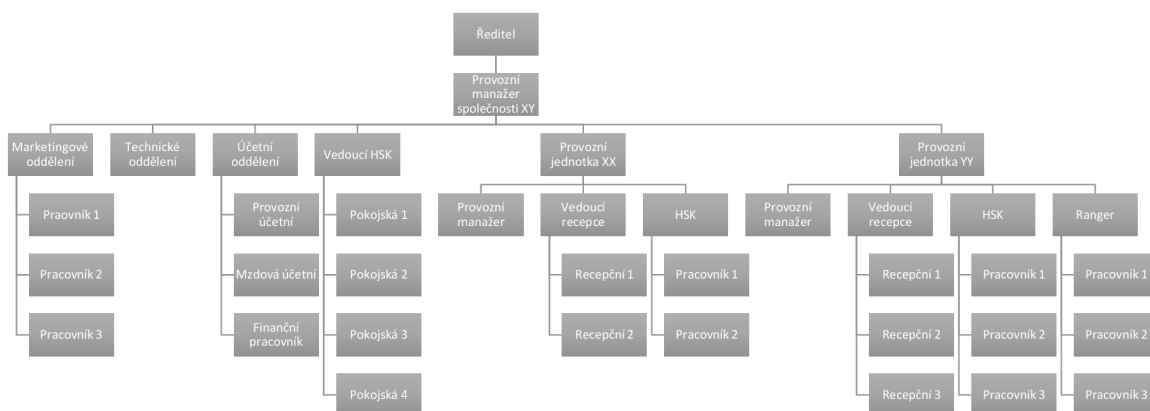 Ředitel
Provozní
manažer
společnosti XY
Marketingové
oddělení
Technické
oddělení
Účetní
oddělení
Vedoucí HSK
Provozní
jednotka XX
Provozní
jednotka YY
Praovník 1
Pracovník 2
Pracovník 3
Provozní
účetní
Mzdová účetní
Finanční
pracovník
Pokojská 1
Pokojská 2
Pokojská 3
Pokojská 4
Provozní
manažer
Vedoucí
recepce
HSK
Recepční 1
Recepční 2
Pracovník 1
Pracovník 2
Provozní
manažer
Vedoucí
recepce
HSK
Ranger
Recepční 1
Recepční 2
Recepční 3
Pracovník 1
Pracovník 2
Pracovník 3
Pracovník 1
Pracovník 2
Pracovník 3